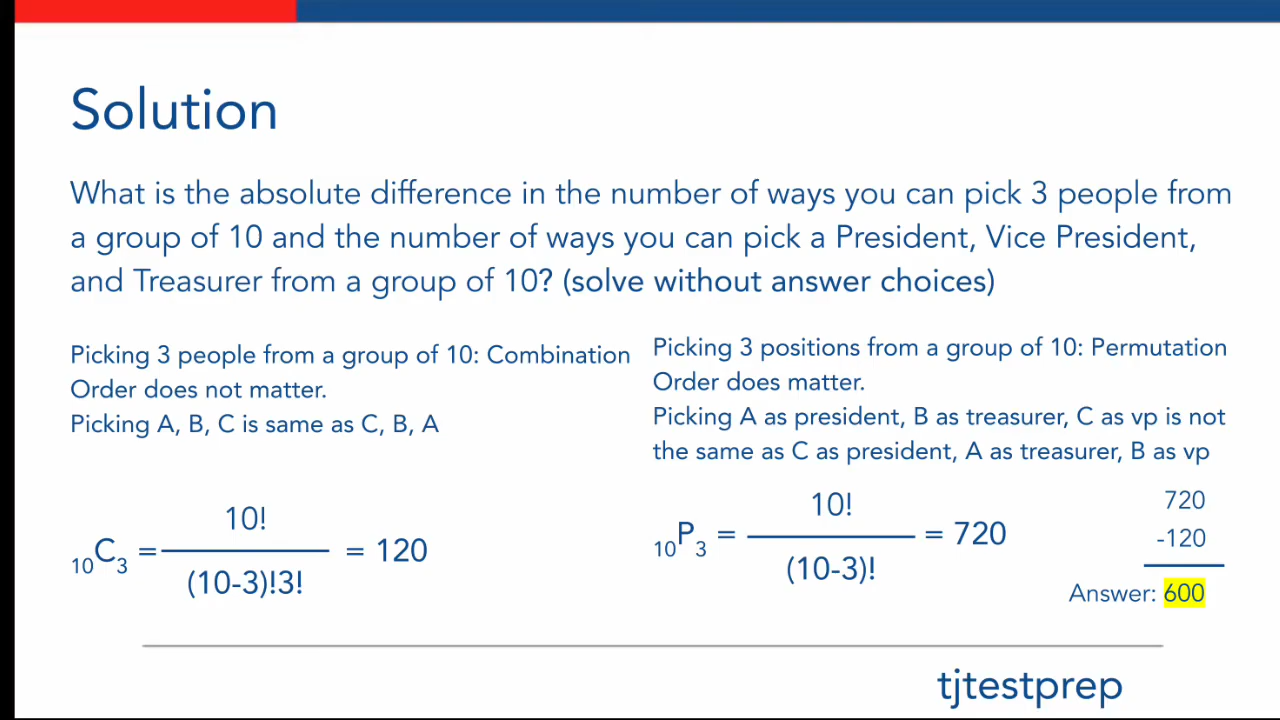 Solution
What is the absolute difference in the number of ways you can pick 3 people from
a group of 10 and the number of ways you can pick a President, Vice President,
and Treasurer from a group of 10? (solve without answer choices)
Picking 3 people from a group of 10: Combination
Order does not matter.
Picking A, B, C is same as C, B, A
10!
10C3 = = 120
(10-3)!3!
Picking 3 positions from a group of 10: Permutation
Order does matter.
Picking A as president, B as treasurer, C as vp is not
the same as C as president, A as treasurer, B as vp
10!
10P3 = = 720
(10-3)!
720
-120
Answer: 600
tjtestprep